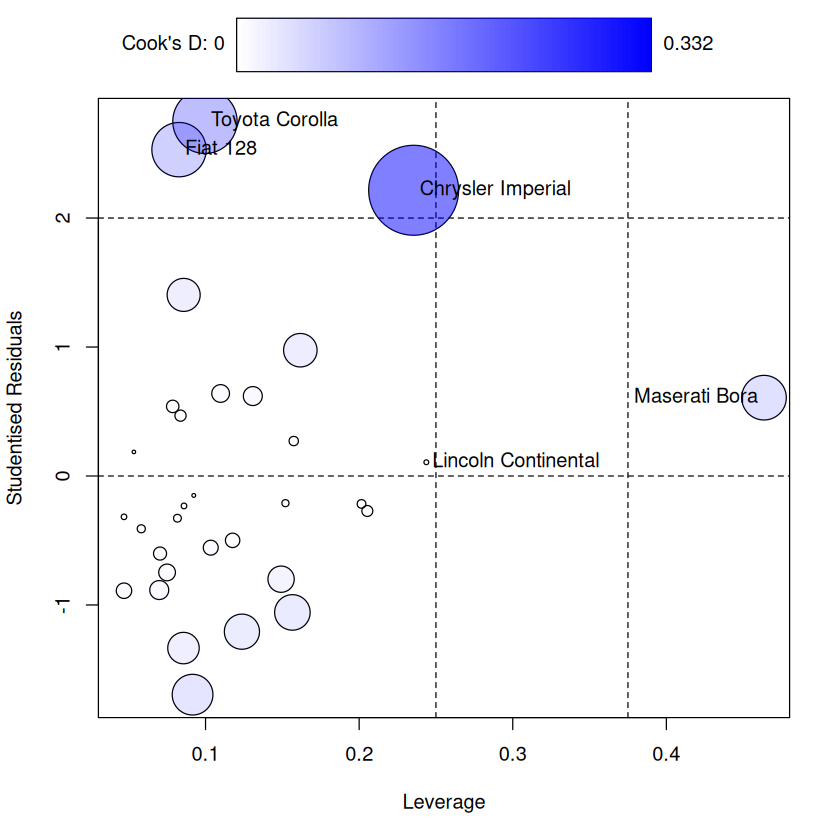 Cook's D: 0 0.332
Toyota Corolla
Fiat 128
Chrysler Imperial
Maserati Bora
Lincoln Continental
2
1
0
-1
Studentised Residuals
0.1 0.2 0.3 0.4
Leverage